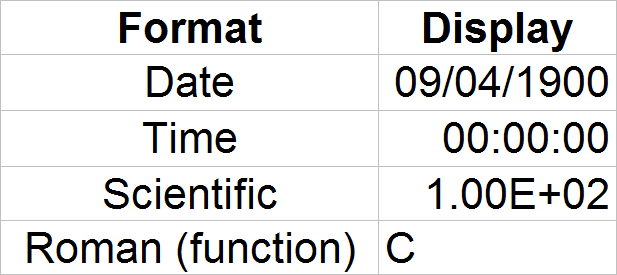 Format Display
Date 09/04/1900
Time 00:00:00
Scientific 1.00E+02
Roman (function) C